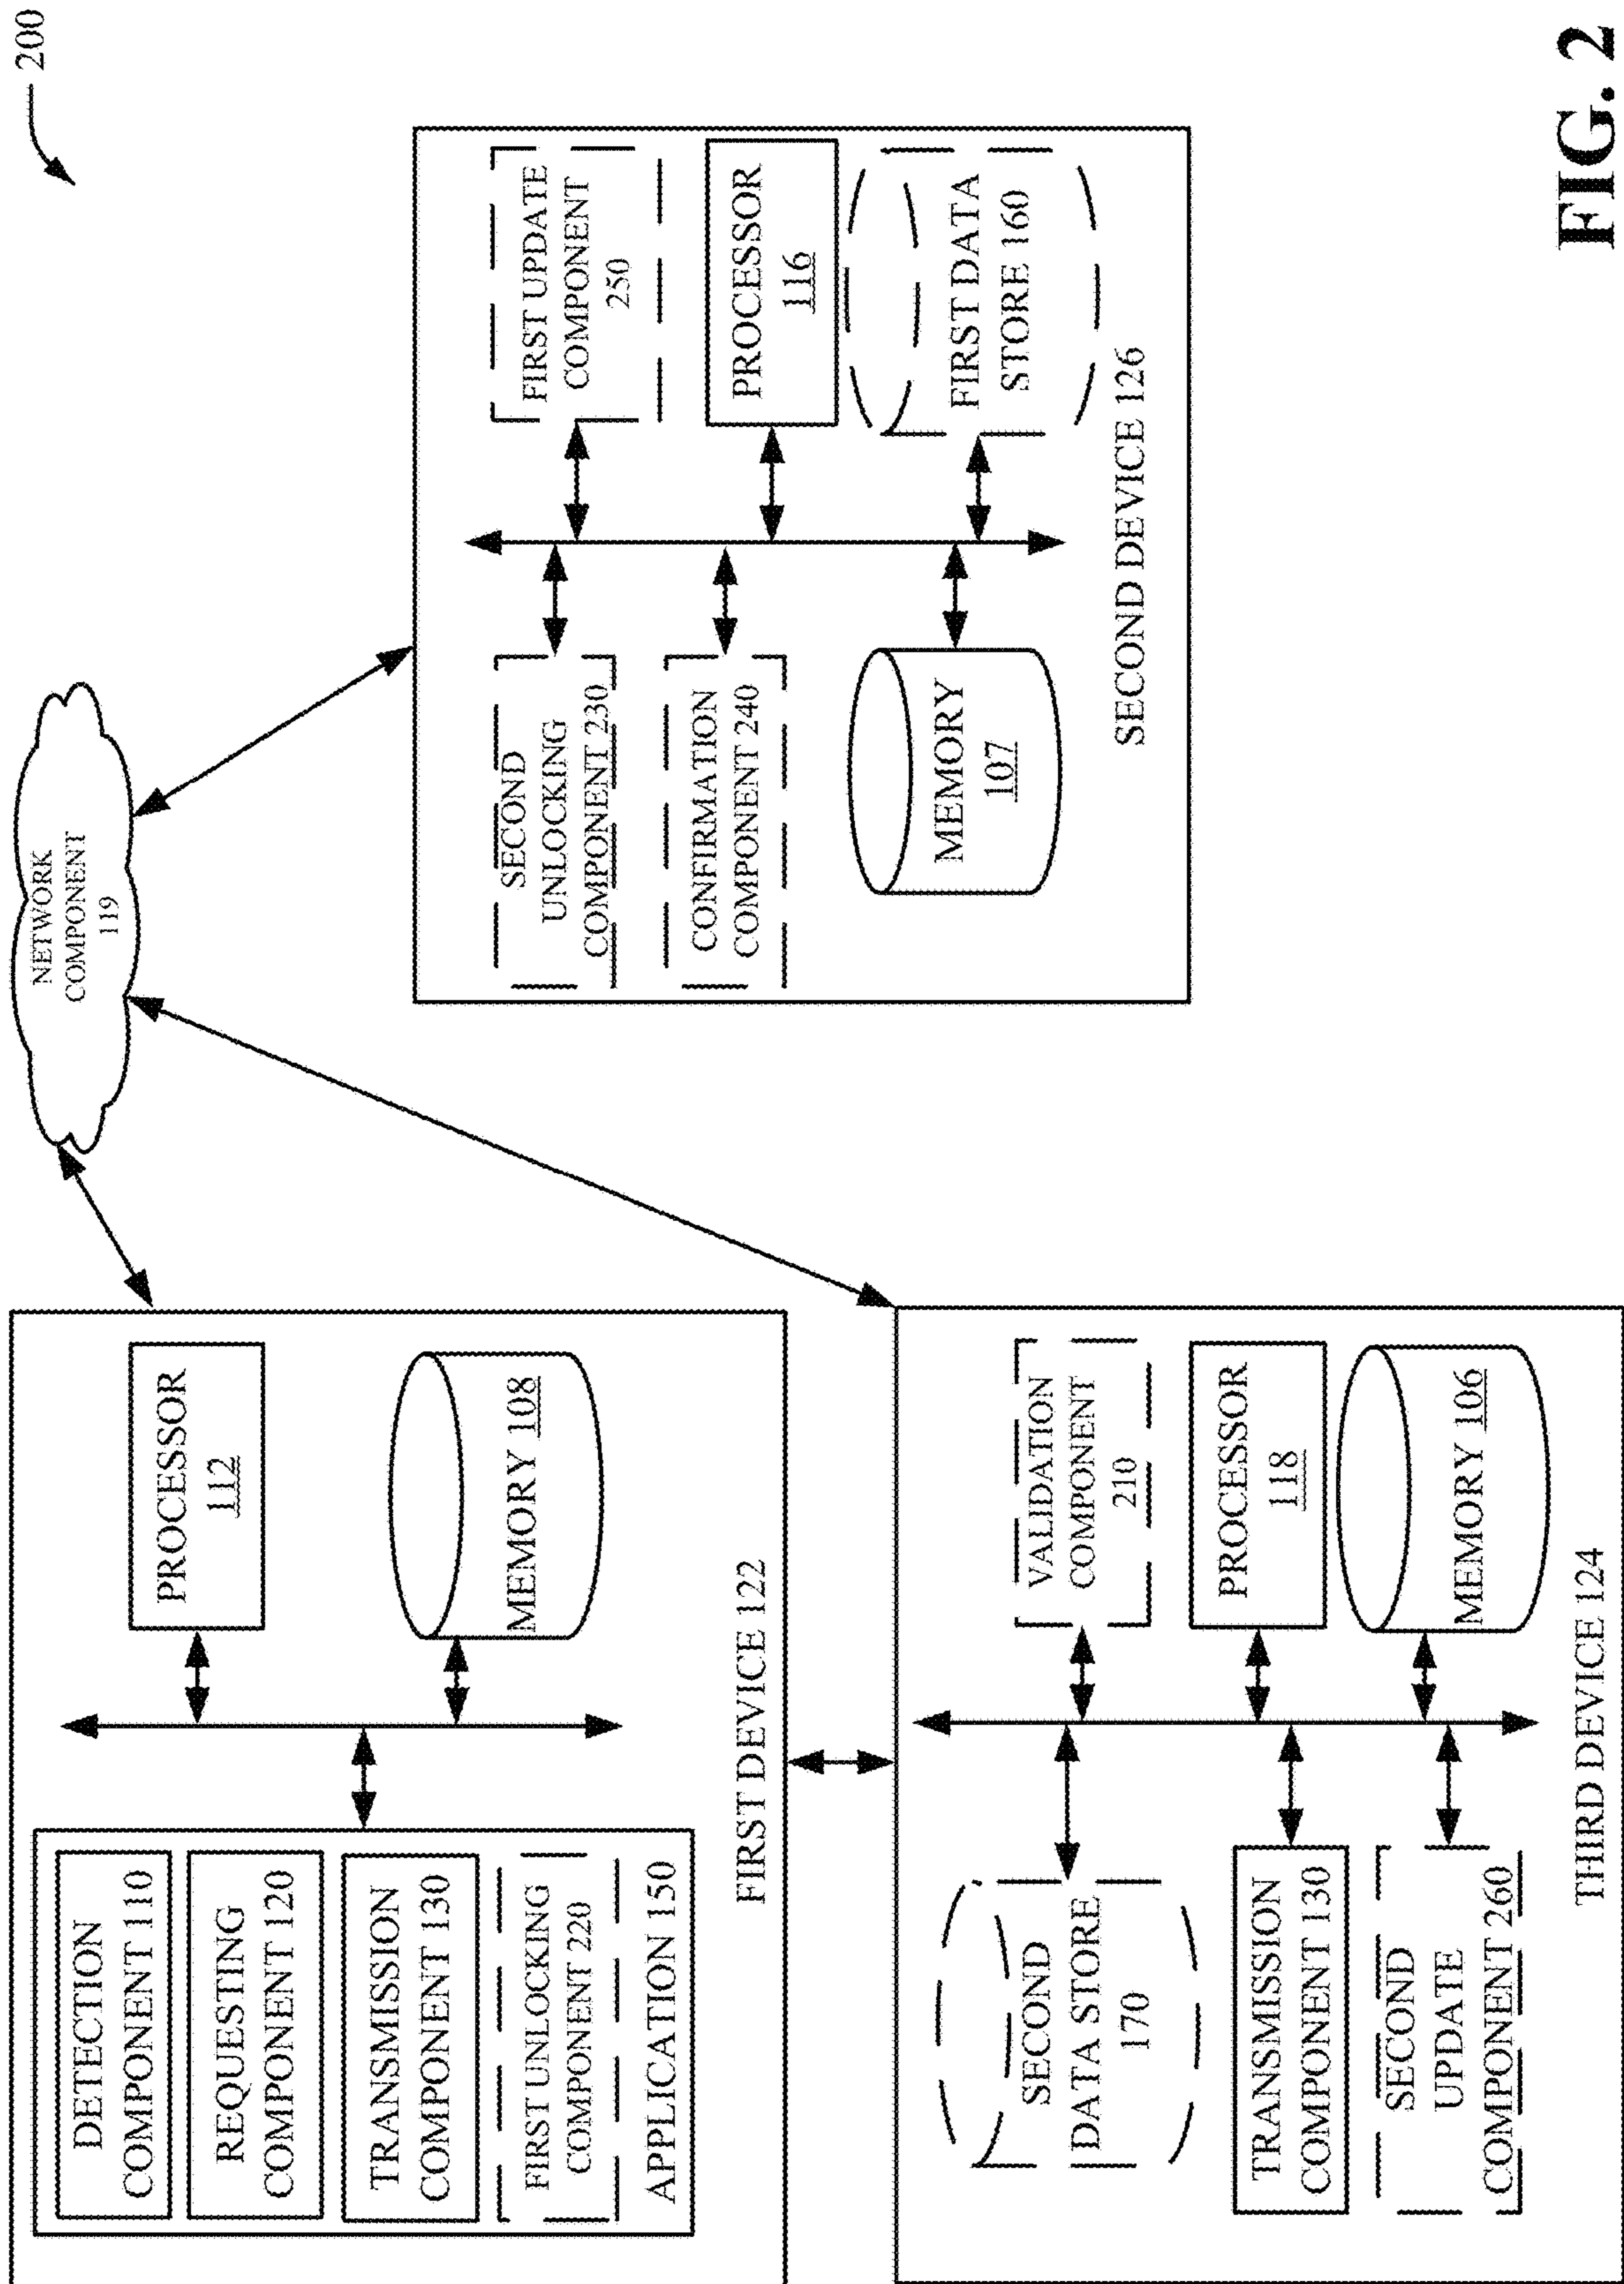 200
NETWORK
COMPONENT
119
DETECTION
COMPONENT 110
REQUESTING
COMPONENT 120
TRANSMISSION
COMPONENT 130
FIRST UNLOCKING
COMPONENT 220
APPLICATION 150
PROCESSOR
112
MEMORY 108
FIRST DEVICE 122
SECOND
DATA STORE
170
TRANSMISSION
COMPONENT 130
SECOND
UPDATE
COMPONENT 260
VALIDATION
COMPONENT
210
PROCESSOR
118
MEMORY 106
THIRD DEVICE 124
SECOND
UNLOCKING
COMPONENT 230
CONFIRMATION
COMPONENT 240
MEMORY
107
FIRST UPDATE
COMPONENT
250
PROCESSOR
116
FIRST DATA
STORE 160
SECOND DEVICE 126
FIG. 2